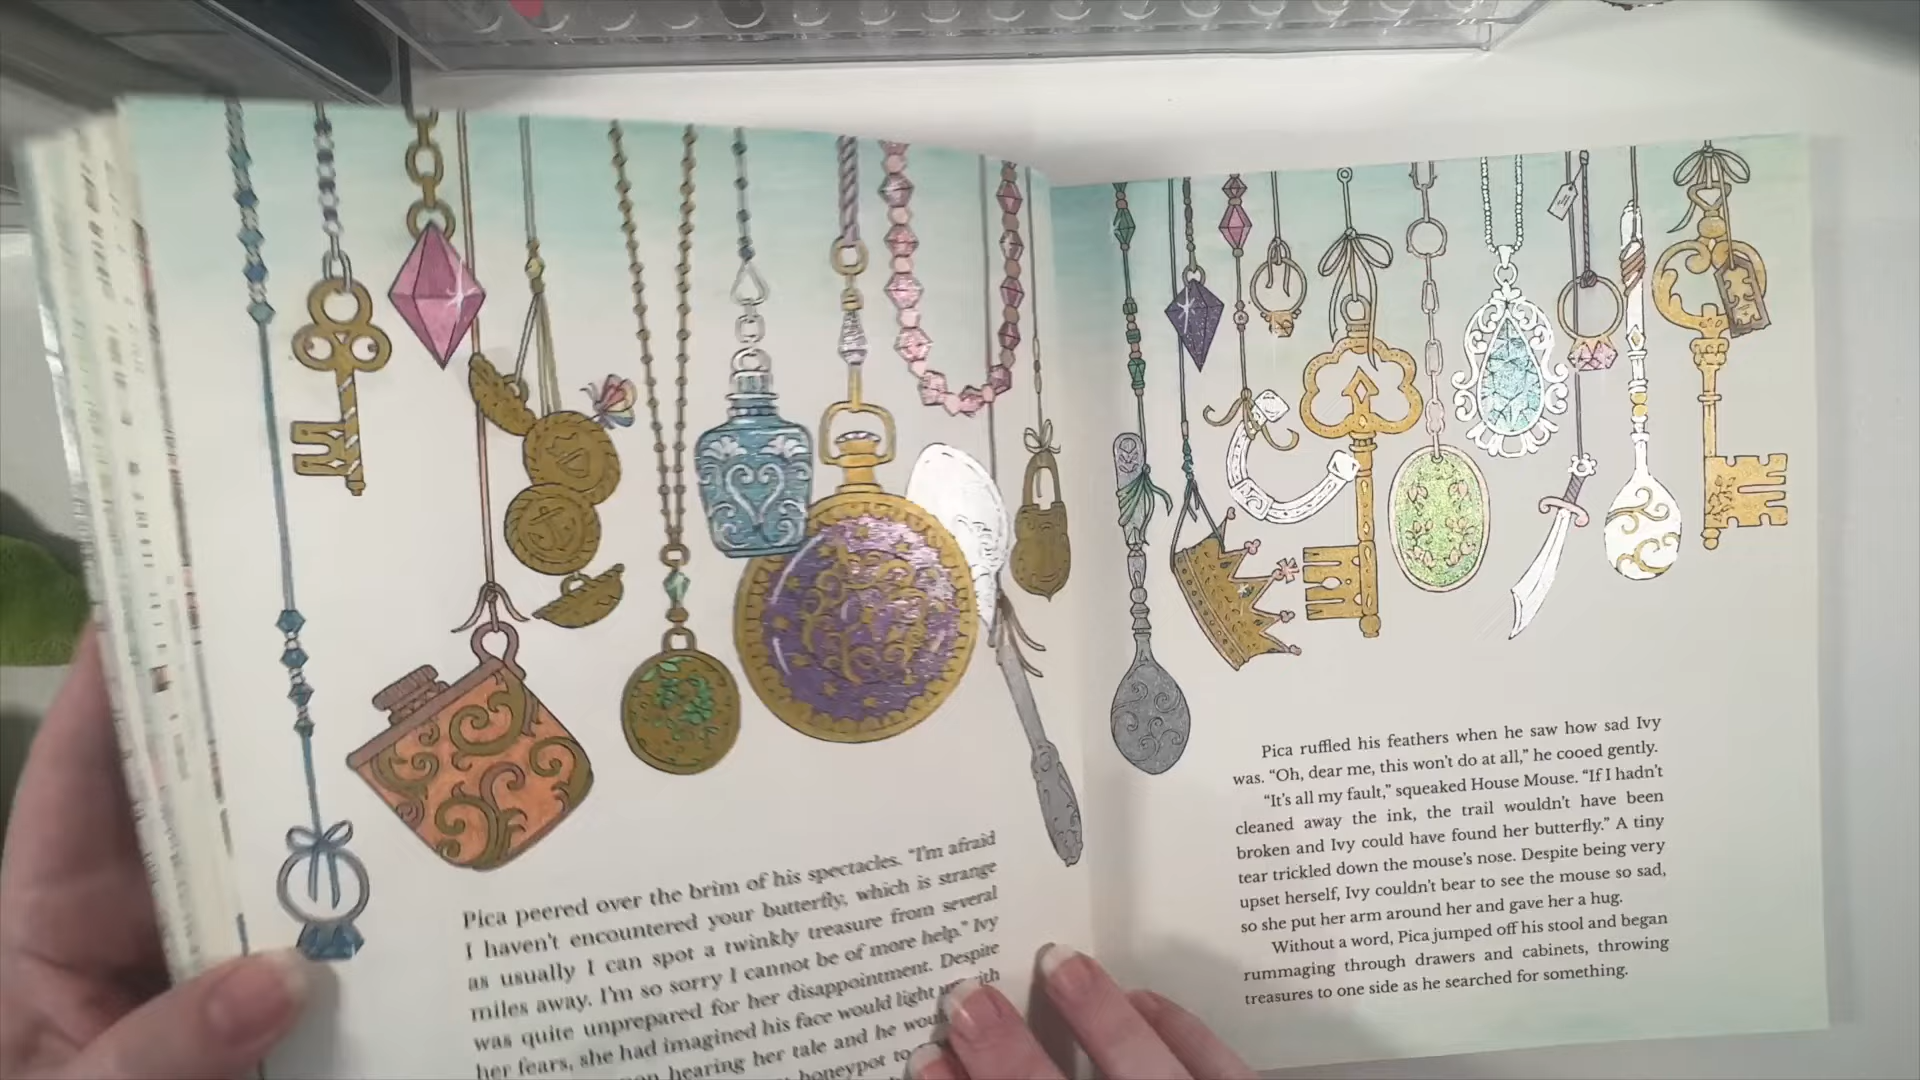 Pica peered over the brim of his spectacles. “I'm afraid
I haven't encountered your butterfly, which is strange
as usually I can spot a twinkly treasure from several
miles away. I'm so sorry I cannot be of more help.” Ivy
was quite unprepared for her disappointment. Despite
her fears, she had imagined his face would light
hearing her tale and he
honeypot to
Pica ruffled his feathers when he saw how sad Ivy
was. “Oh, dear me, this won't do at all,” he cooed gently.
“It's all my fault,” squeaked House Mouse. “If I hadn't
cleaned away the ink, the trail wouldn't have been
broken and Ivy could have found her butterfly.” A tiny
tear trickled down the mouse's nose. Despite being very
upset herself, Ivy couldn't bear to see the mouse so sad,
so she put her arm around her and gave her a hug.
Without a word, Pica jumped off his stool and began
rummaging through drawers and cabinets, throwing
treasures to one side as he searched for something.